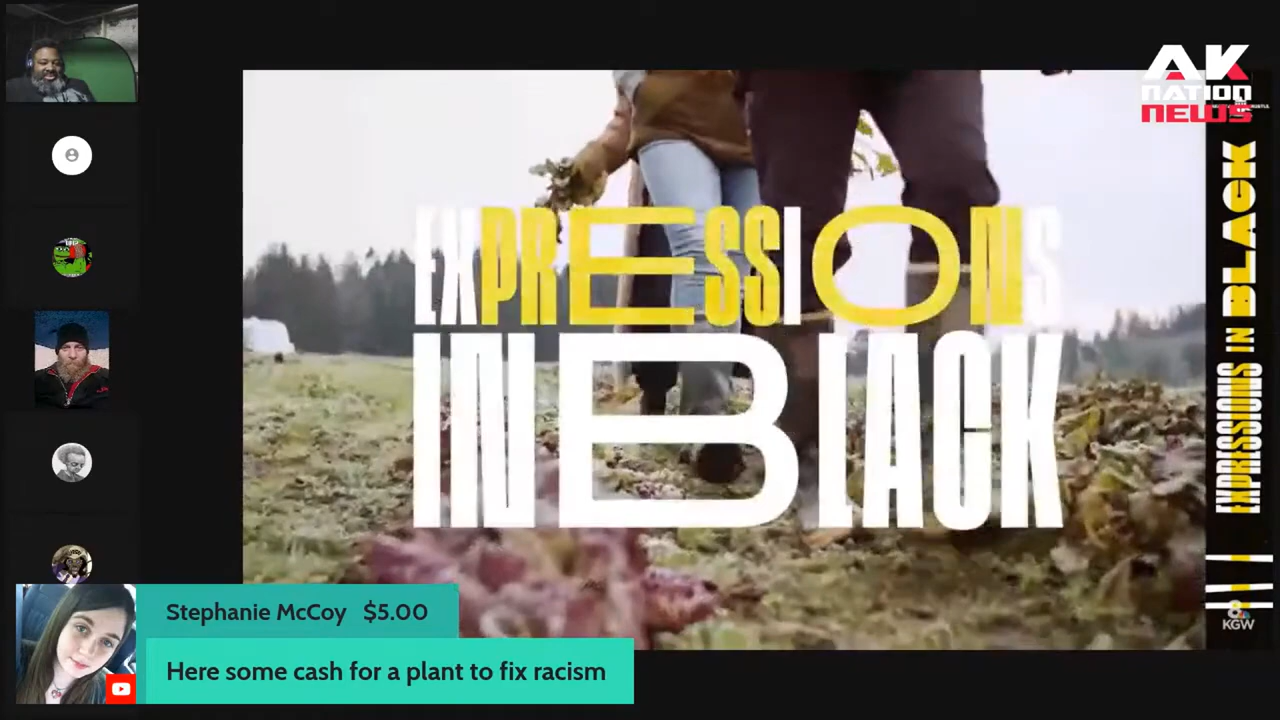 AK
NATION
NEWS
EXPRESSIONS
IN BLACK
EXPRESSIONS IN BLACK
8
KGW
Stephanie McCoy $5.00
Here some cash for a plant to fix racism